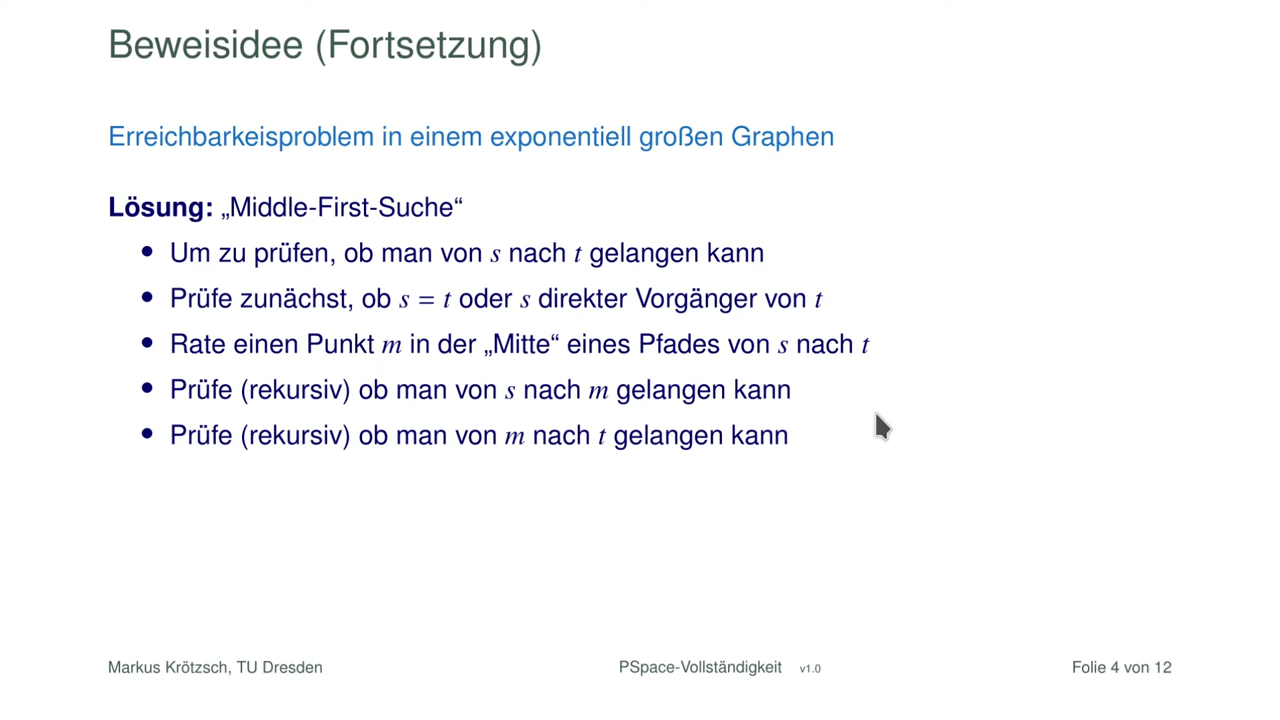 Beweisidee (Fortsetzung)
Erreichbarkeisproblem in einem exponentiell großen Graphen
Lösung: „Middle-First-Suche“
• Um zu prüfen, ob man von s nach t gelangen kann
• Prüfe zunächst, ob s = t oder s direkter Vorgänger von t
• Rate einen Punkt m in der „Mitte“ eines Pfades von s nach t
• Prüfe (rekursiv) ob man von s nach m gelangen kann
• Prüfe (rekursiv) ob man von m nach t gelangen kann
Markus Krötzsch, TU Dresden PSpace-Vollständigkeit v1.0 Folie 4 von 12